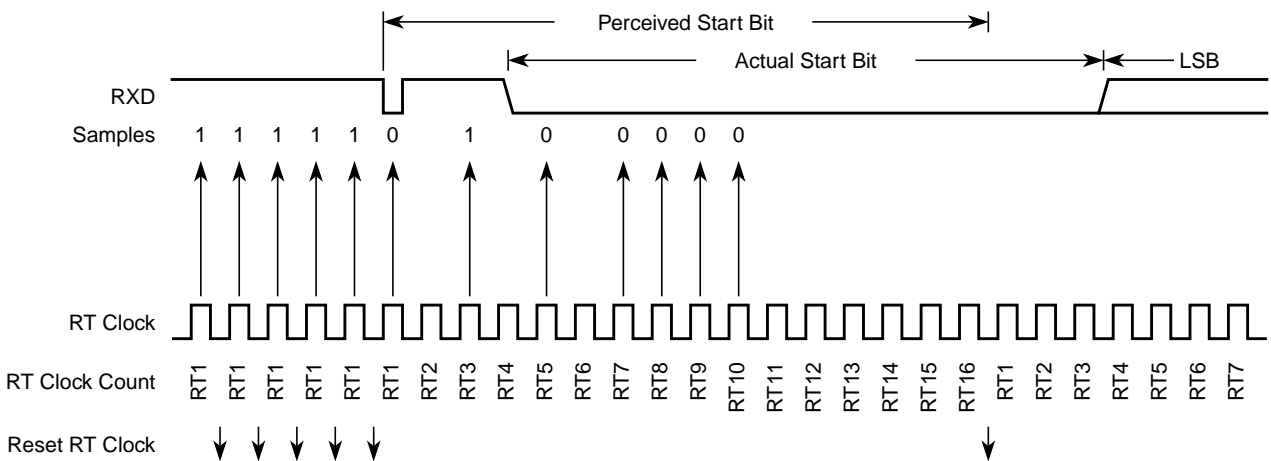 Perceived Start Bit
Actual Start Bit LSB
RXD
Samples 1 1 1 1 1 0 1 0 0 0 0 0
RT Clock
RT Clock Count RT1 RT1 RT1 RT1 RT1 RT1 RT2 RT3 RT4 RT5 RT6 RT7 RT8 RT9 RT10 RT11 RT12 RT13 RT14 RT15 RT16 RT1 RT2 RT3 RT4 RT5 RT6 RT7
Reset RT Clock